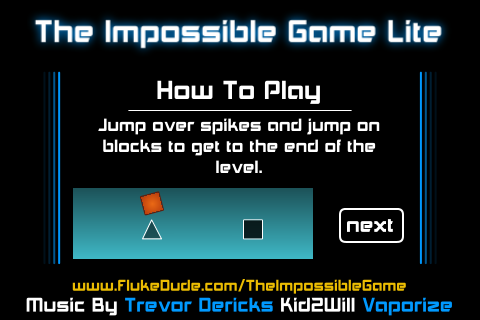 The Impossible Game Lite
How To Play
Jump over spikes and jump on
blocks to get to the end of the
level.
next
www.FlukeDude.com/TheImpossibleGame
Music By Trevor Dericks Kid2Will Vaporize